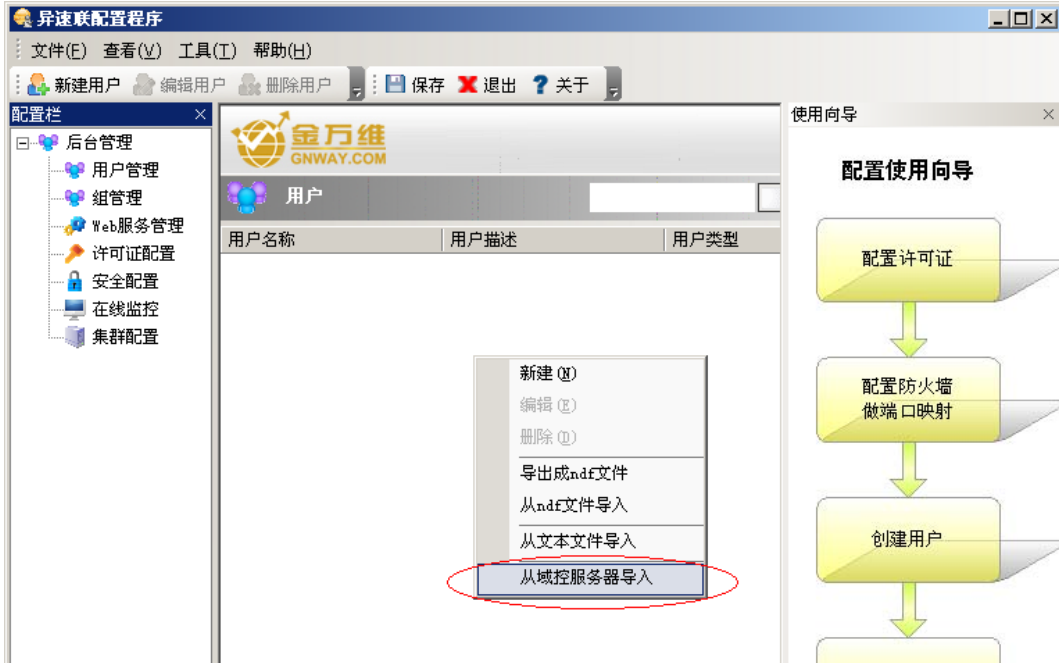 异速联配置程序
文件(F) 查看(V) 工具(T) 帮助(H)
新建用户 编辑用户 删除用户 保存 退出 ? 关于
配置栏
使用向导
后台管理
用户管理
组管理
Web服务管理
许可证配置
安全配置
在线监控
集群配置
金万维
GNWAY.COM
用户
用户名称 用户描述 用户类型
新建(N)
编辑(E)
删除(D)
导出成ndf文件
从ndf文件导入
从文本文件导入
从域控服务器导入
配置使用向导
配置许可证
配置防火墙
做端口映射
创建用户